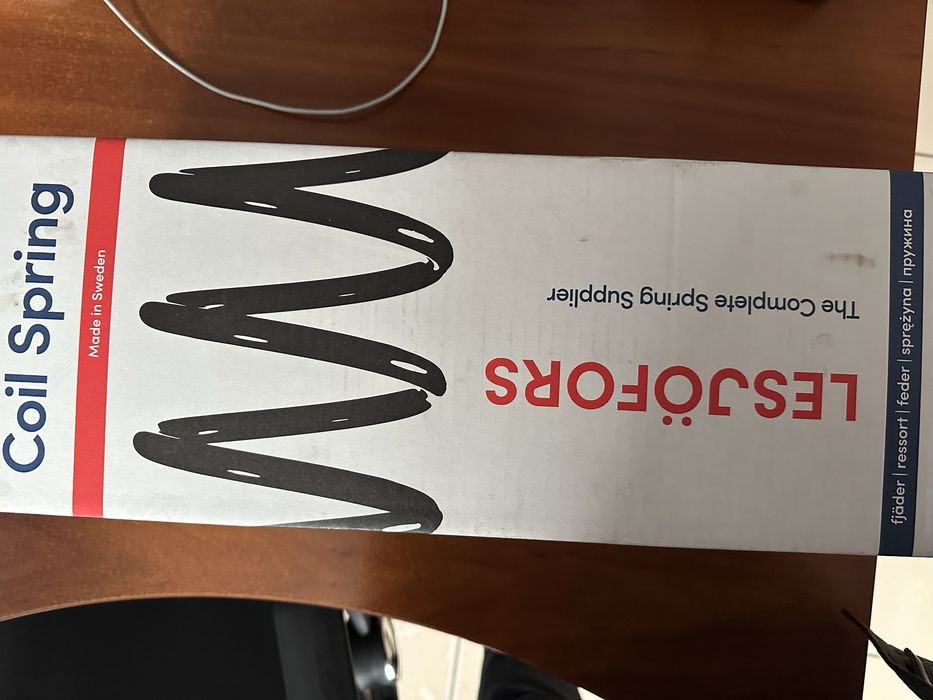 Coil Spring
Made in Sweden
LESJÖFORS
The Complete Spring Supplier
fjäder | ressort | feder | sprężyna | пружина